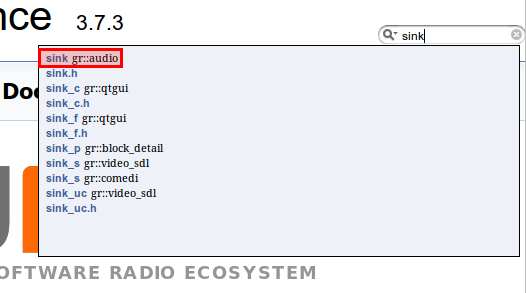 nce 3.7.3
sink
Doc
sink gr::audio
sink.h
sink_c gr::qtgui
sink_c.h
sink_f gr::qtgui
sink_f.h
sink_p gr::block_detail
sink_s gr::video_sdl
sink_s gr::comedi
sink_uc gr::video_sdl
sink_uc.h
OFTWARE RADIO ECOSYSTEM